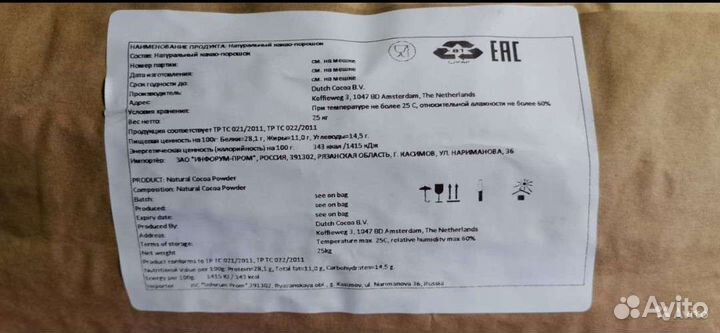 НАИМЕНОВАНИЕ ПРОДУКТА: Натуральный какао-порошок
Состав: Натуральный какао-порошок
Номер партии: см. на мешке
Дата изготовления: см. на мешке
Срок годности до: см. на мешке
Производитель: Dutch Cocoa B.V.
Адрес: Koffieweg 3, 1047 BD Amsterdam, The Netherlands
Условия хранения: При температуре не более 25 С, относительной влажности не более 60%
Вес нетто: 25 кг
Продукция соответствует ТР ТС 021/2011, ТР ТС 022/2011
Пищевая ценность на 100г: Белки=28,1 г, Жиры=11,0 г, Углеводы=14,5 г.
Энергетическая ценность (калорийность) на 100 г. 343 ккал /1415 кДж
Импортёр: ЗАО "ИНФОРУМ-ПРОМ", РОССИЯ, 391302, РЯЗАНСКАЯ ОБЛАСТЬ, Г. КАСИМОВ, УЛ. НАРИМАНОВА, 36
EAC
PRODUCT: Natural Cocoa Powder
Composition: Natural Cocoa Powder
Batch: see on bag
Produced: see on bag
Expiry date: see on bag
Produced By: Dutch Cocoa B.V.
Address: Koffieweg 3, 1047 BD Amsterdam, The Netherlands
Terms of storage: Temperature max 25C, relative humidity max 60%
Net weight 25kg
Product conforms to TP TC 021/2011, TP TC 022/2011
Nutritional Value per 100g: Protein=28,1 g, Total fat=11,0 g, Carbohydrates=14,5 g.
Energy per 100g 1415 KJ / 343 kcal
Importer JSC "Inforum Prom" 391302, Ryazanskaya obl., g. Kasimov, ul. Narimanova 36, Russia
Avito